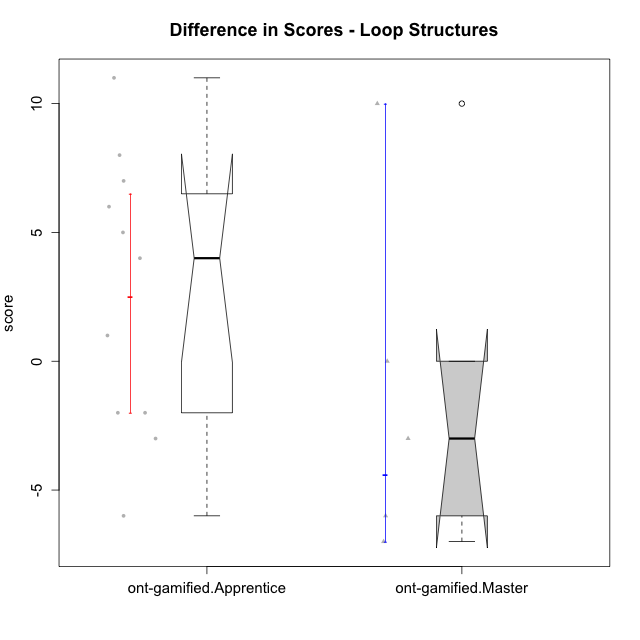 Difference in Scores - Loop Structures
10
5
0
-5
score
ont-gamified.Apprentice
ont-gamified.Master